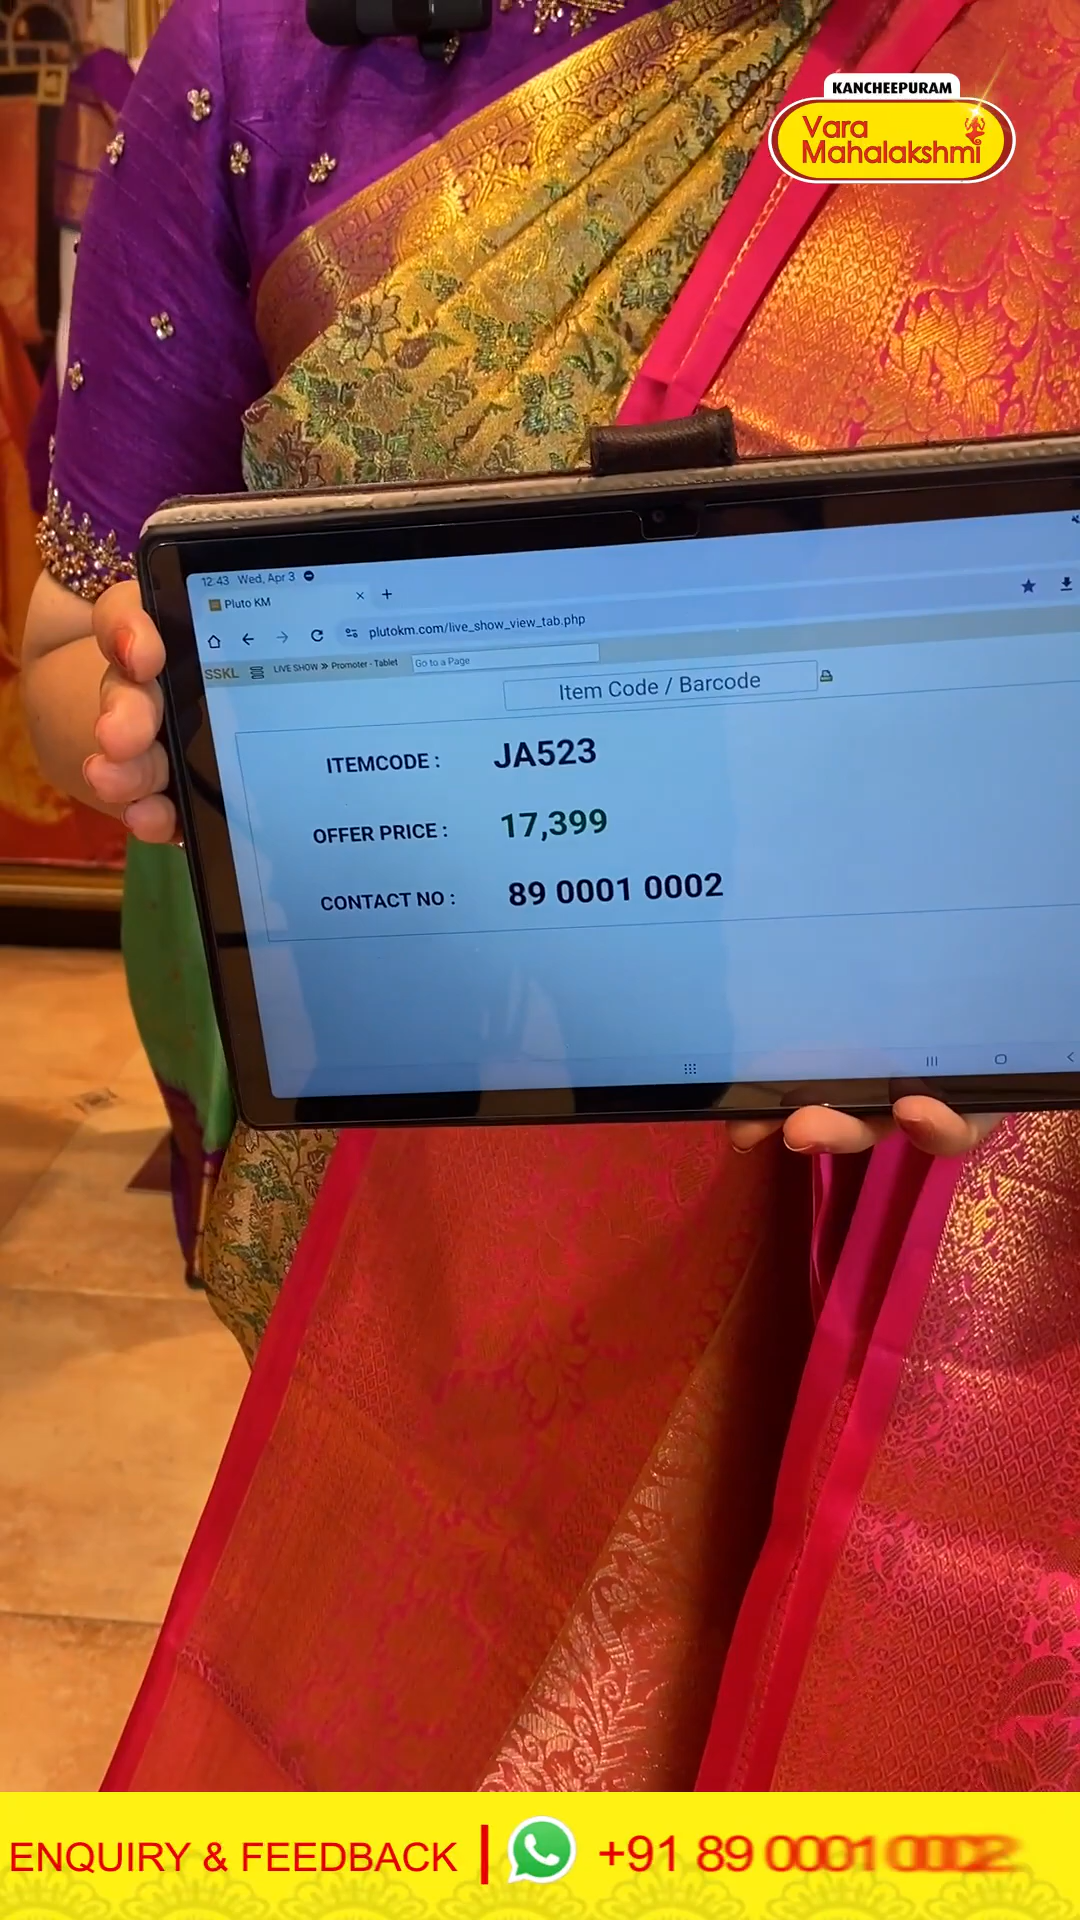 KANCHEEPURAM
Vara
Mahalakshmi
12:43 Wed, Apr 3
Pluto KM
plutokm.com/live_show_view_tab.php
SSKL LIVE SHOW >> Promoter - Tablet Go to a Page
Item Code / Barcode
ITEMCODE : JA523
OFFER PRICE : 17,399
CONTACT NO : 89 0001 0002
ENQUIRY & FEEDBACK | +91 89 0001 0002